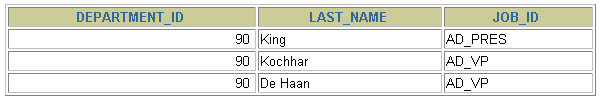 DEPARTMENT_ID LAST_NAME JOB_ID
90 King AD_PRES
90 Kochhar AD_VP
90 De Haan AD_VP